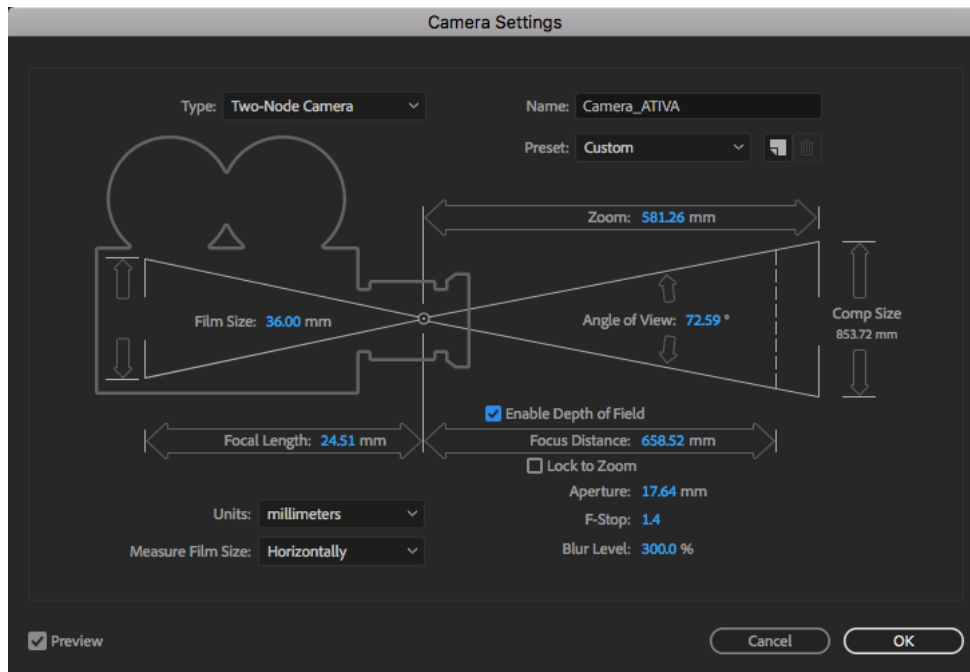 Camera Settings
Type: Two-Node Camera
Name: Camera_ATIVA
Preset: Custom
Zoom: 581.26 mm
Film Size: 36.00 mm
Angle of View: 72.59 °
Comp Size
853.72 mm
Enable Depth of Field
Focal Length: 24.51 mm
Focus Distance: 658.52 mm
Lock to Zoom
Aperture: 17.64 mm
Units: millimeters
F-Stop: 1.4
Measure Film Size: Horizontally
Blur Level: 300.0 %
Preview
Cancel
OK